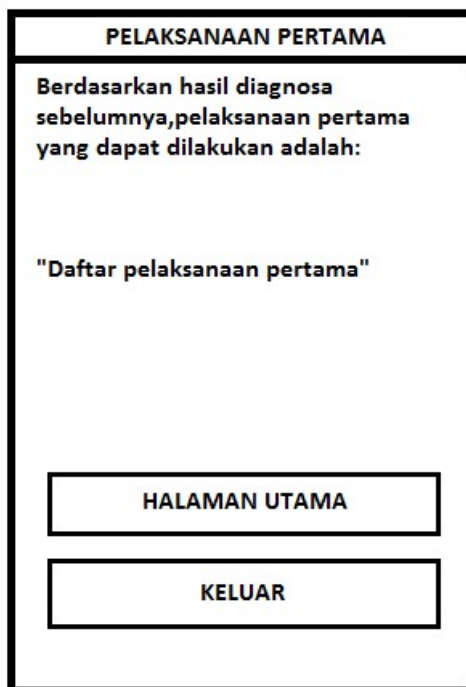 PELAKSANAAN PERTAMA
Berdasarkan hasil diagnosa
sebelumnya,pelaksanaan pertama
yang dapat dilakukan adalah:
"Daftar pelaksanaan pertama"
HALAMAN UTAMA
KELUAR